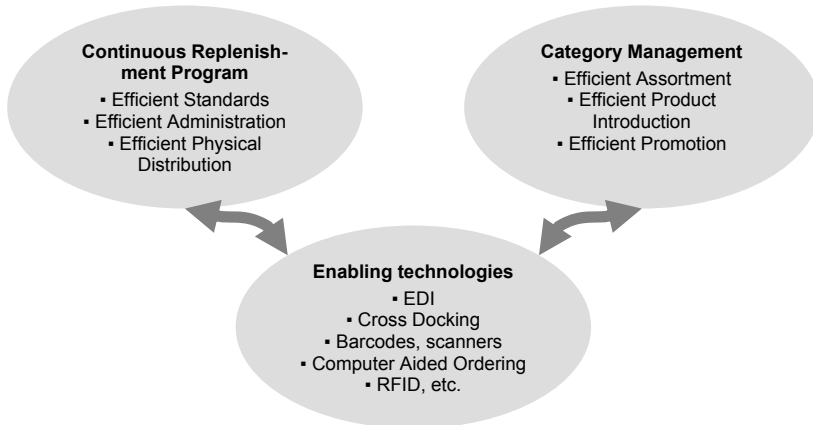 Continuous Replenish-
ment Program
▪ Efficient Standards
▪ Efficient Administration
▪ Efficient Physical
Distribution
Category Management
▪ Efficient Assortment
▪ Efficient Product
Introduction
▪ Efficient Promotion
Enabling technologies
▪ EDI
▪ Cross Docking
▪ Barcodes, scanners
▪ Computer Aided Ordering
▪ RFID, etc.